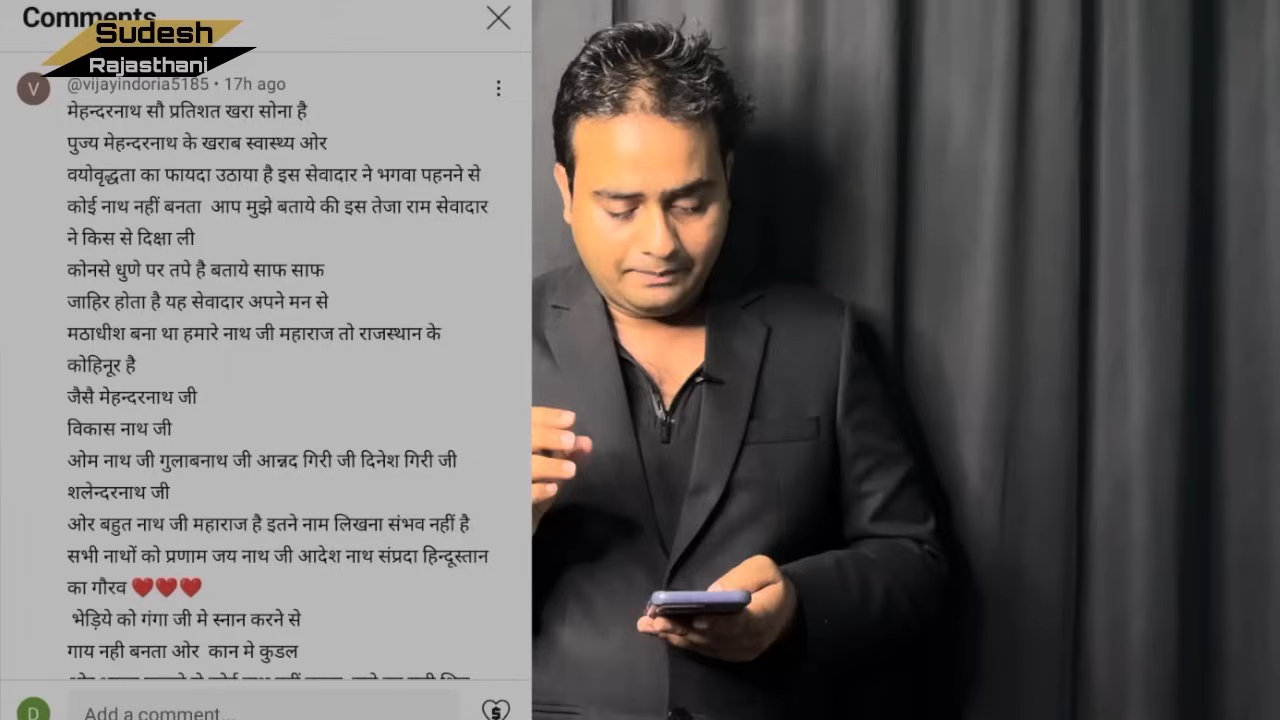 Comments
Sudesh
Rajasthani
V
@vijayindoria5185 • 17h ago
मेहन्दरनाथ सौ प्रतिशत खरा सोना है
पुज्य मेहन्दरनाथ के खराब स्वास्थ्य ओर
वयोवृद्धता का फायदा उठाया है इस सेवादार ने भगवा पहनने से
कोई नाथ नहीं बनता आप मुझे बताये की इस तेजा राम सेवादार
ने किस से दिक्षा ली
कोनसे धुणे पर तपे है बताये साफ साफ
जाहिर होता है यह सेवादार अपने मन से
मठाधीश बना था हमारे नाथ जी महाराज तो राजस्थान के
कोहिनूर है
जैसै मेहन्दरनाथ जी
विकास नाथ जी
ओम नाथ जी गुलाबनाथ जी आन्नद गिरी जी दिनेश गिरी जी
शलेन्दरनाथ जी
ओर बहुत नाथ जी महाराज है इतने नाम लिखना संभव नहीं है
सभी नाथों को प्रणाम जय नाथ जी आदेश नाथ संप्रदा हिन्दूस्तान
का गौरव ❤️❤️❤️
भेड़िये को गंगा जी मे स्नान करने से
गाय नही बनता ओर कान मे कुडल
D
Add a comment...
$